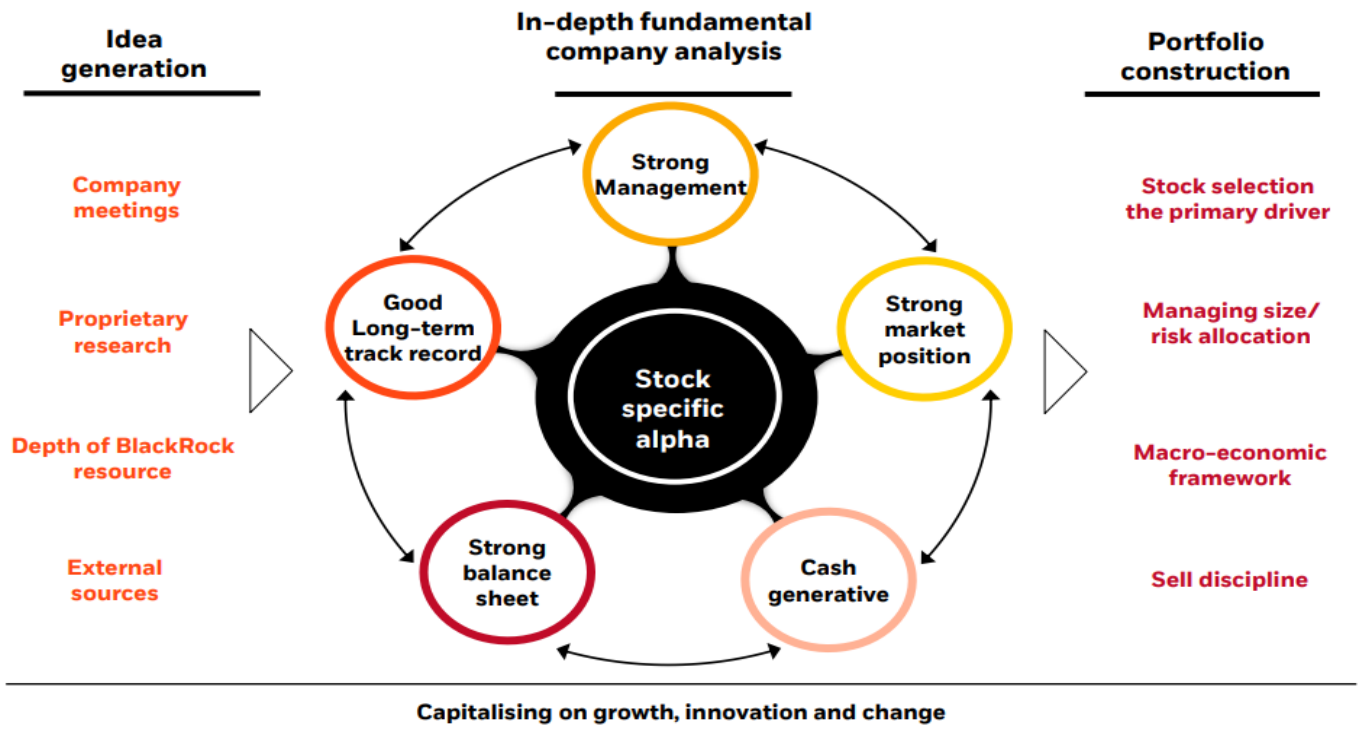 Idea
generation
Company
meetings
Proprietary
research
Depth of BlackRock
resource
External
sources
In-depth fundamental
company analysis
Strong
Management
Good
Long-term
track record
Strong
market
position
Stock
specific
alpha
Strong
balance
sheet
Cash
generative
Portfolio
construction
Stock selection
the primary driver
Managing size/
risk allocation
Macro-economic
framework
Sell discipline
Capitalising on growth, innovation and change